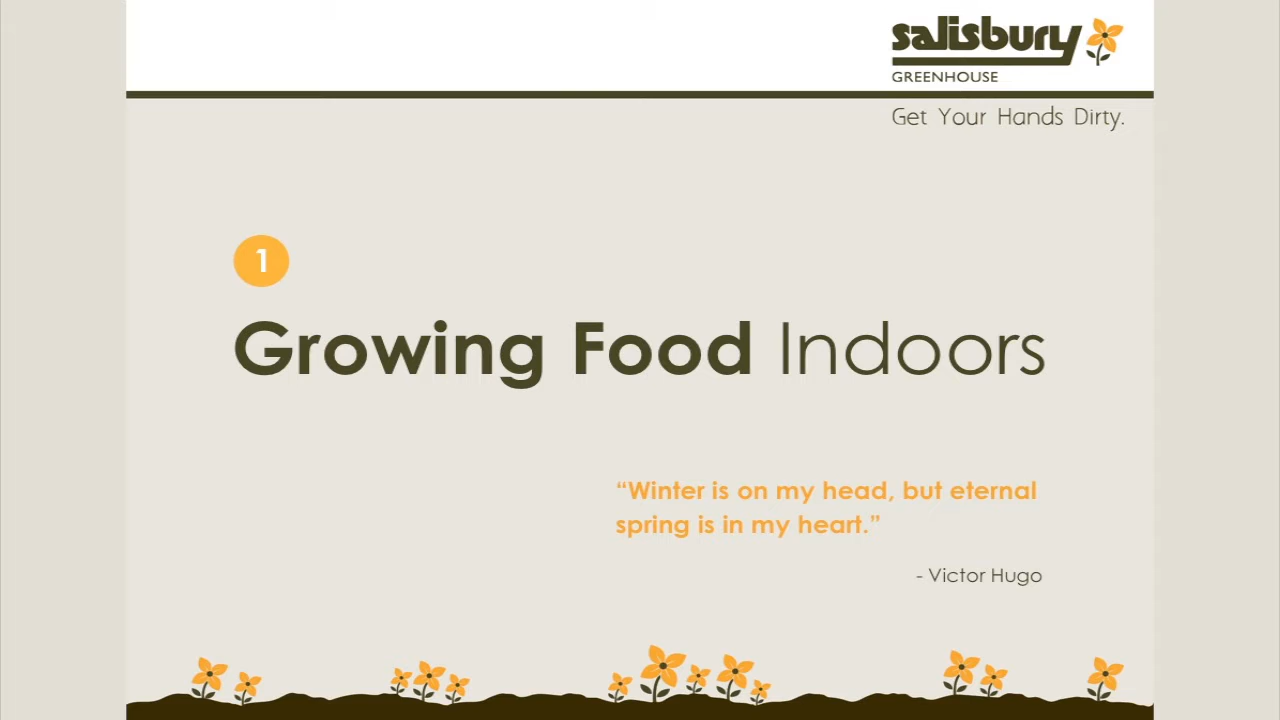 salisbury
GREENHOUSE
Get Your Hands Dirty.
1
Growing Food Indoors
“Winter is on my head, but eternal
spring is in my heart.”
- Victor Hugo